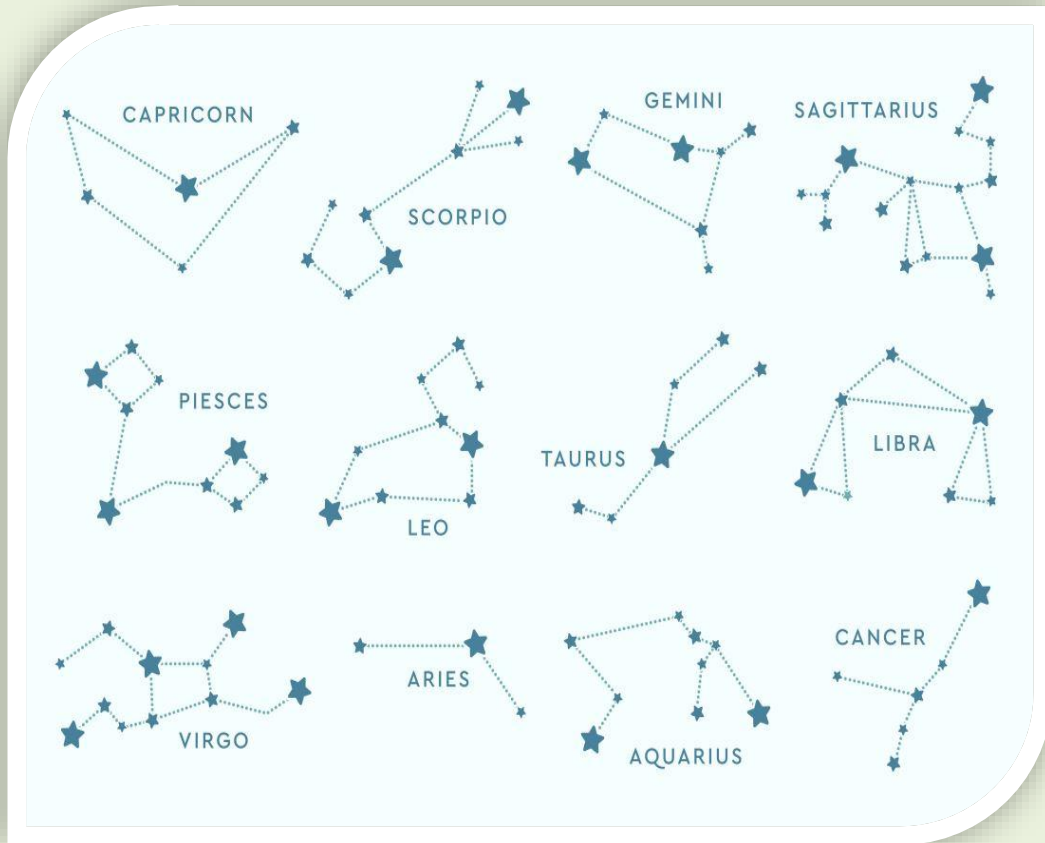 CAPRICORN
SCORPIO
GEMINI
SAGITTARIUS
PIESCES
LEO
TAURUS
LIBRA
VIRGO
ARIES
AQUARIUS
CANCER